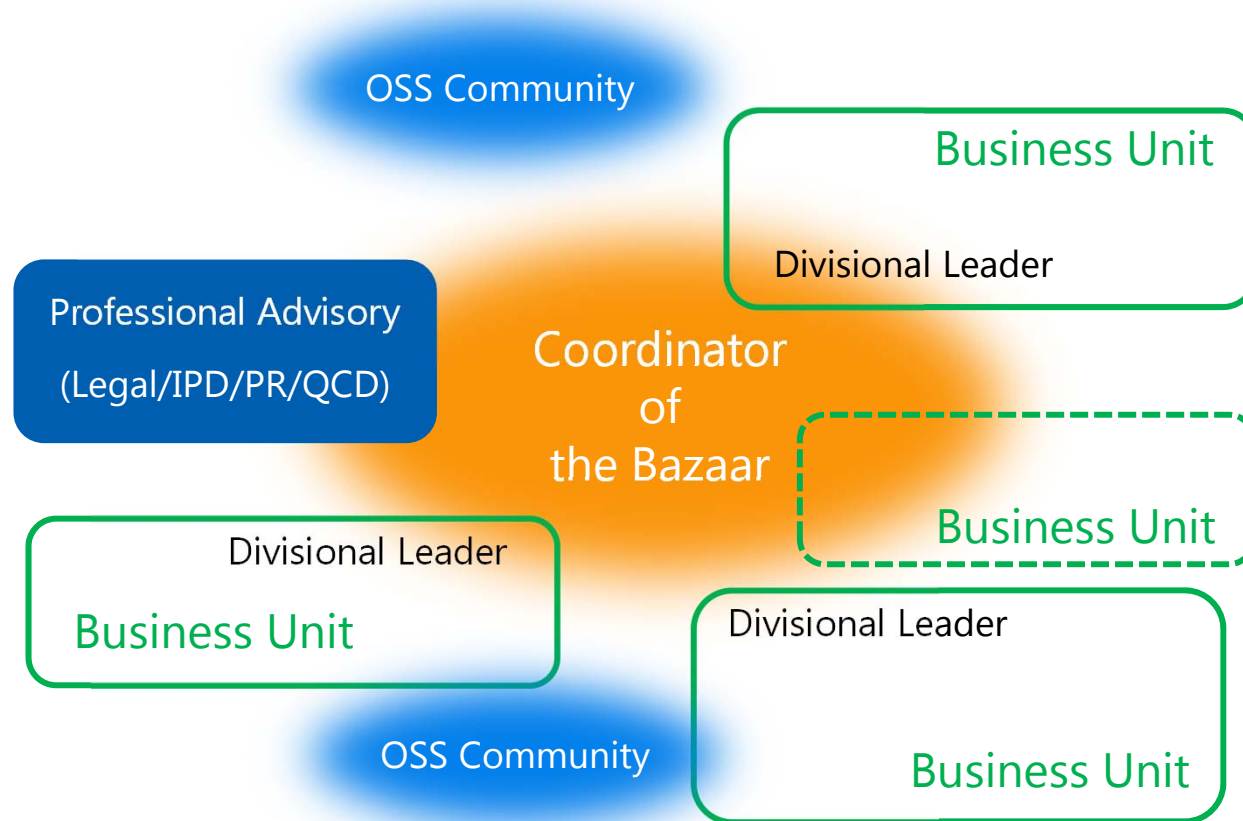 OSS Community
Business Unit
Divisional Leader
Professional Advisory
(Legal/IPD/PR/QCD)
Coordinator
of
the Bazaar
Business Unit
Divisional Leader
Business Unit
Divisional Leader
Business Unit
OSS Community